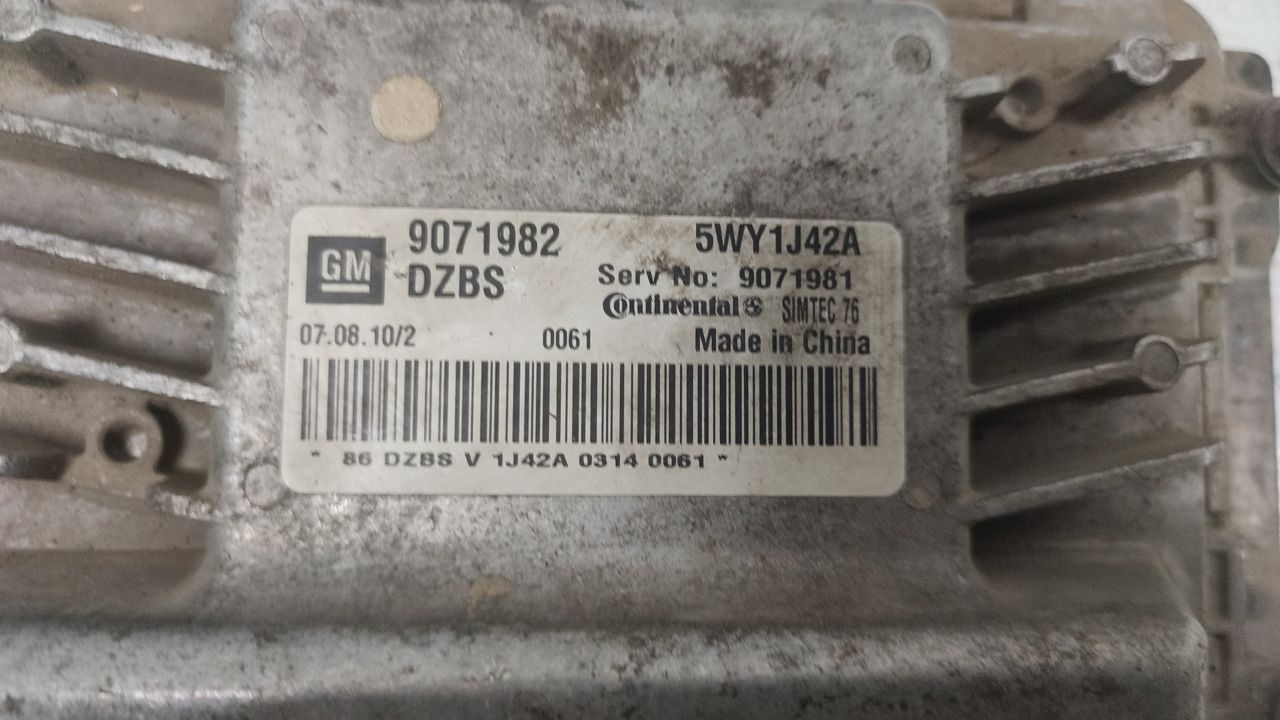 GM 9071982 5WY1J42A
DZBS Serv No: 9071981
Continental SIMTEC 76
07.08.10/2 0061 Made in China
* 86 DZBS V 1J42A 0314 0061 *